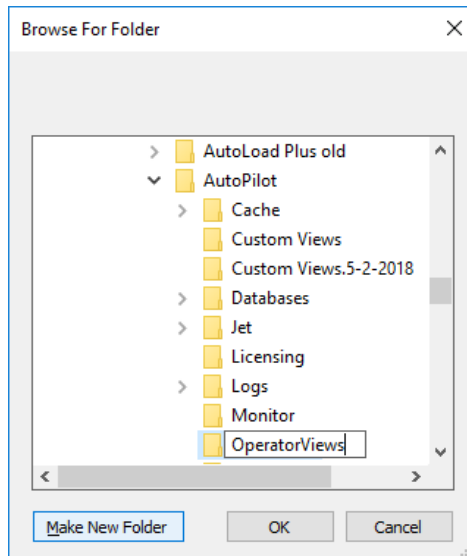 Browse For Folder
AutoLoad Plus old
AutoPilot
Cache
Custom Views
Custom Views.5-2-2018
Databases
Jet
Licensing
Logs
Monitor
OperatorViews
Make New Folder
OK
Cancel